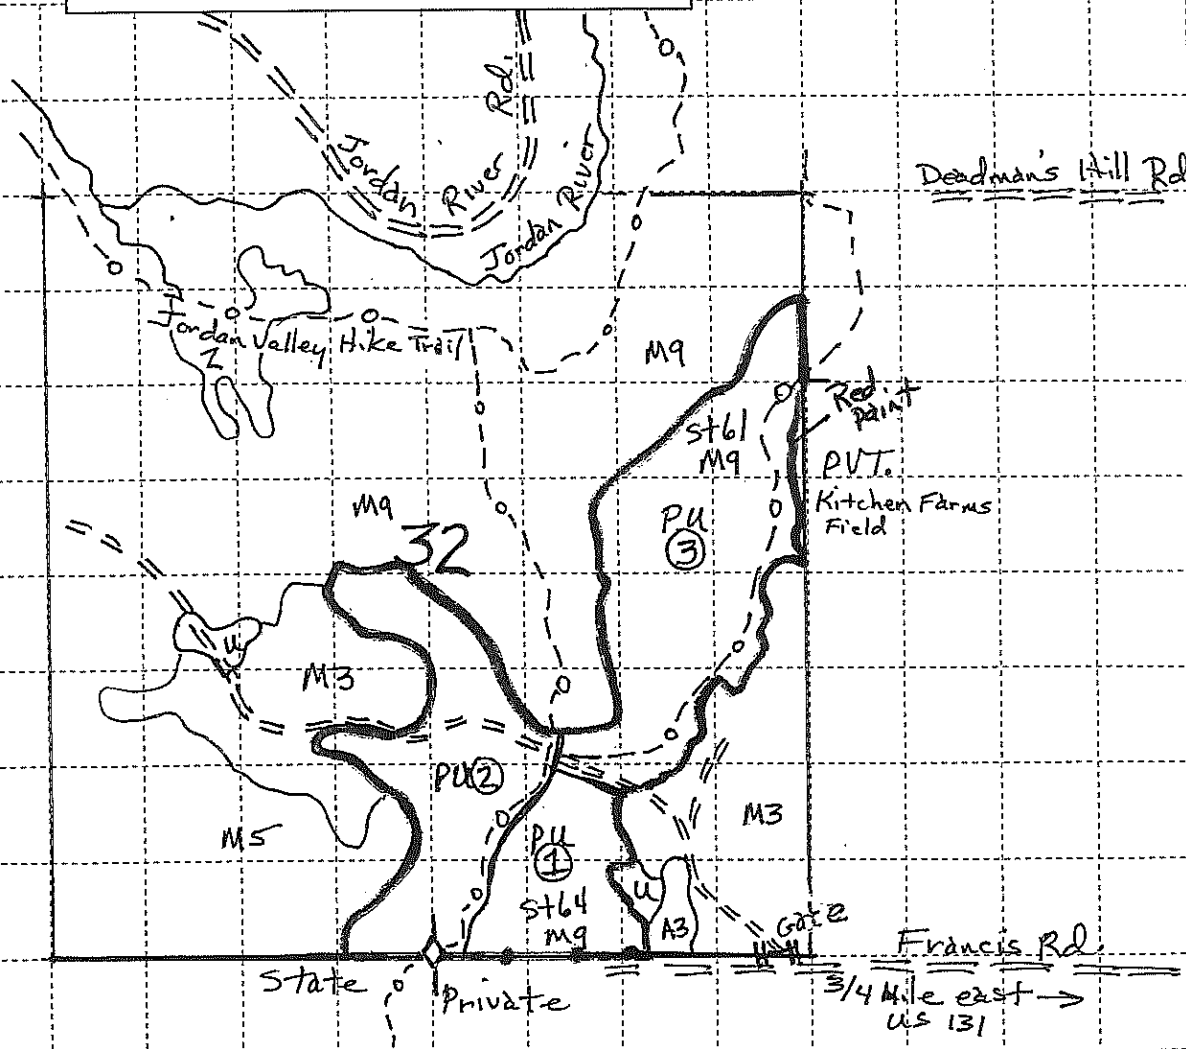 Jordan River Rd.
Jordan River
Deadman's Hill Rd
Jordan Valley Hike Trail
Z
M9
Red
paint
st61
M9
PVT.
Kitchen Farms
Field
M9
32
PU
3
U
M3
PU 2
M5
PU
1
st64
M9
M3
U
A3
Gate
Francis Rd.
State
Private
3/4 Mile east →
US 131